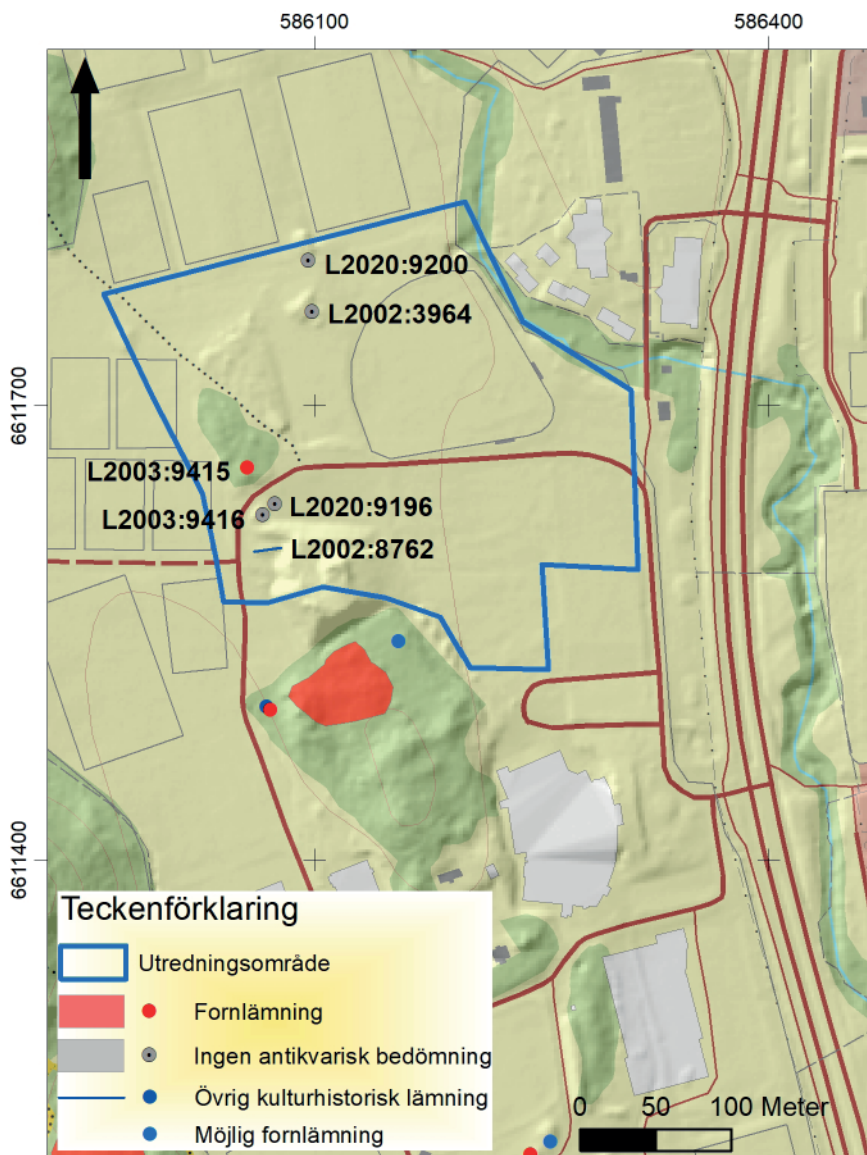 586100 586400
6611700
6611400
L2020:9200
L2002:3964
L2003:9415
L2020:9196
L2003:9416
L2002:8762
Teckenförklaring
Utredningsområde
Fornlämning
Ingen antikvarisk bedömning
Övrig kulturhistorisk lämning
Möjlig fornlämning
0 50 100 Meter